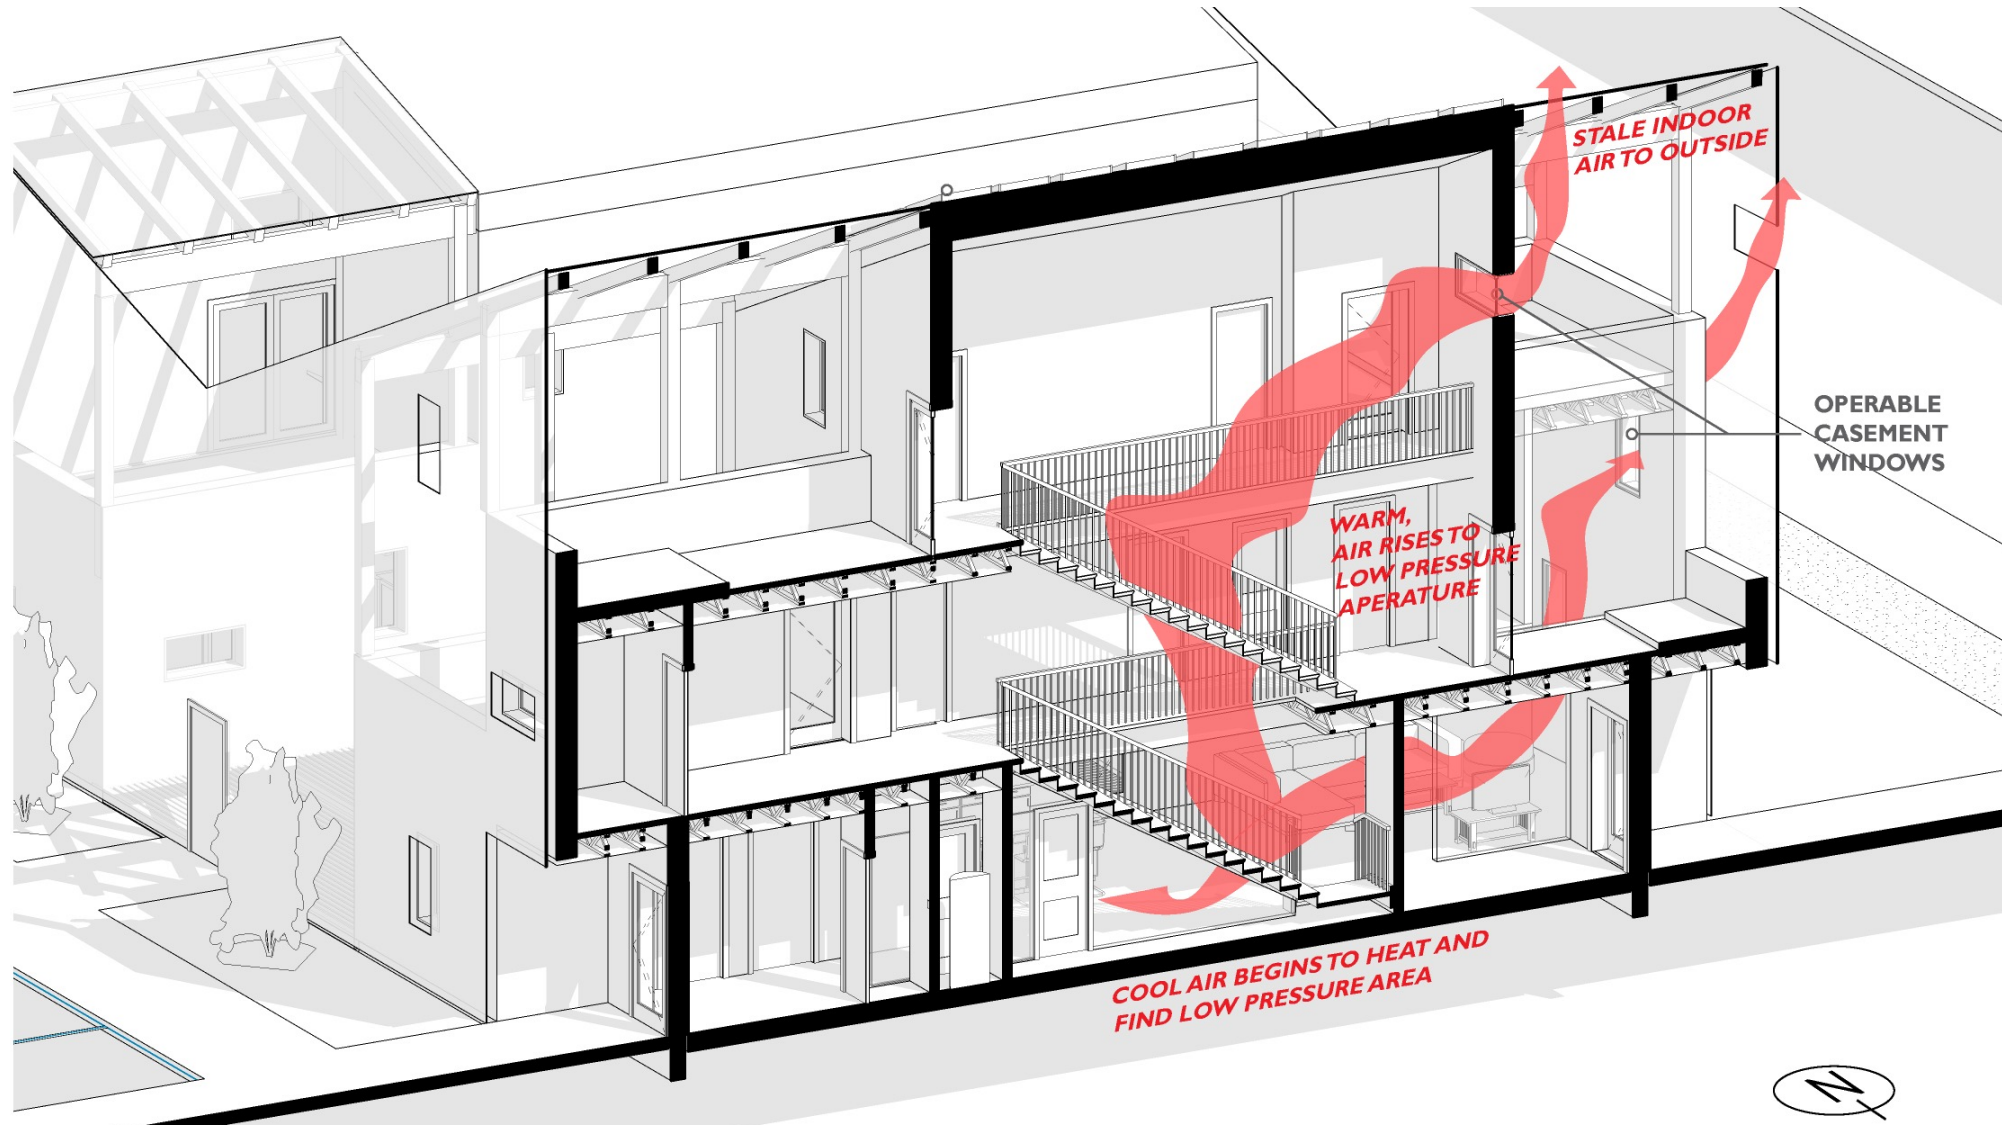 STALE INDOOR
AIR TO OUTSIDE
OPERABLE
CASEMENT
WINDOWS
WARM,
AIR RISES TO
LOW PRESSURE
APERATURE
COOL AIR BEGINS TO HEAT AND
FIND LOW PRESSURE AREA
N